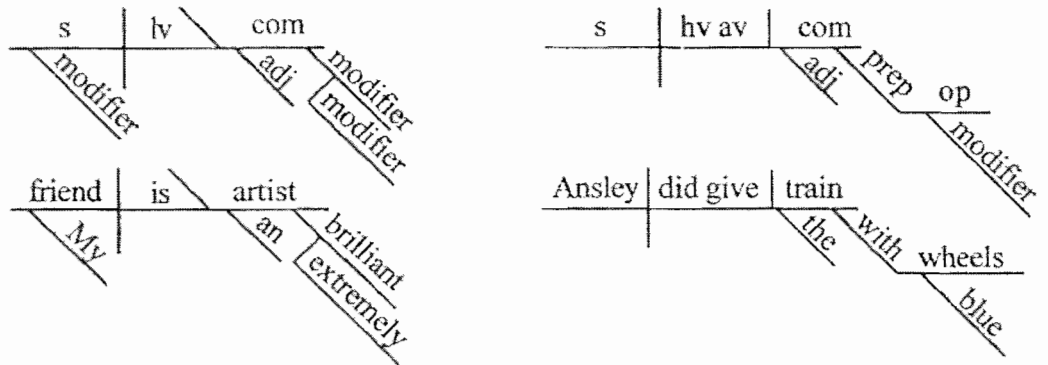 s lv com
modifier adj modifier
modifier
s hv av com
adj prep op
modifier
friend is artist
My an brilliant
extremely
Ansley did give train
the with wheels
blue